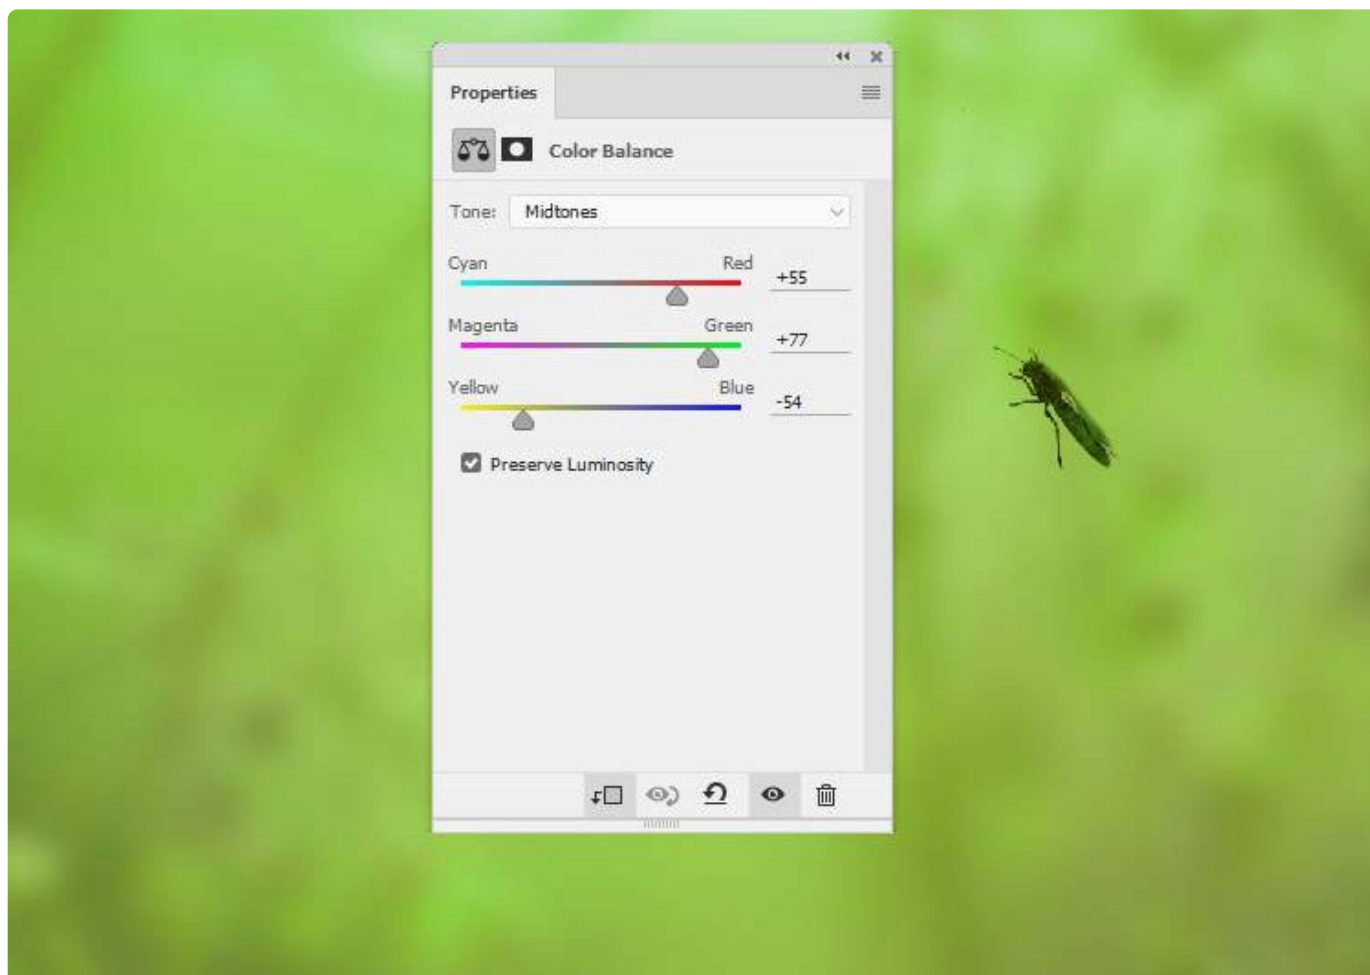 Properties
Color Balance
Tone: Midtones
Cyan Red
+55
Magenta Green
+77
Yellow Blue
-54
Preserve Luminosity